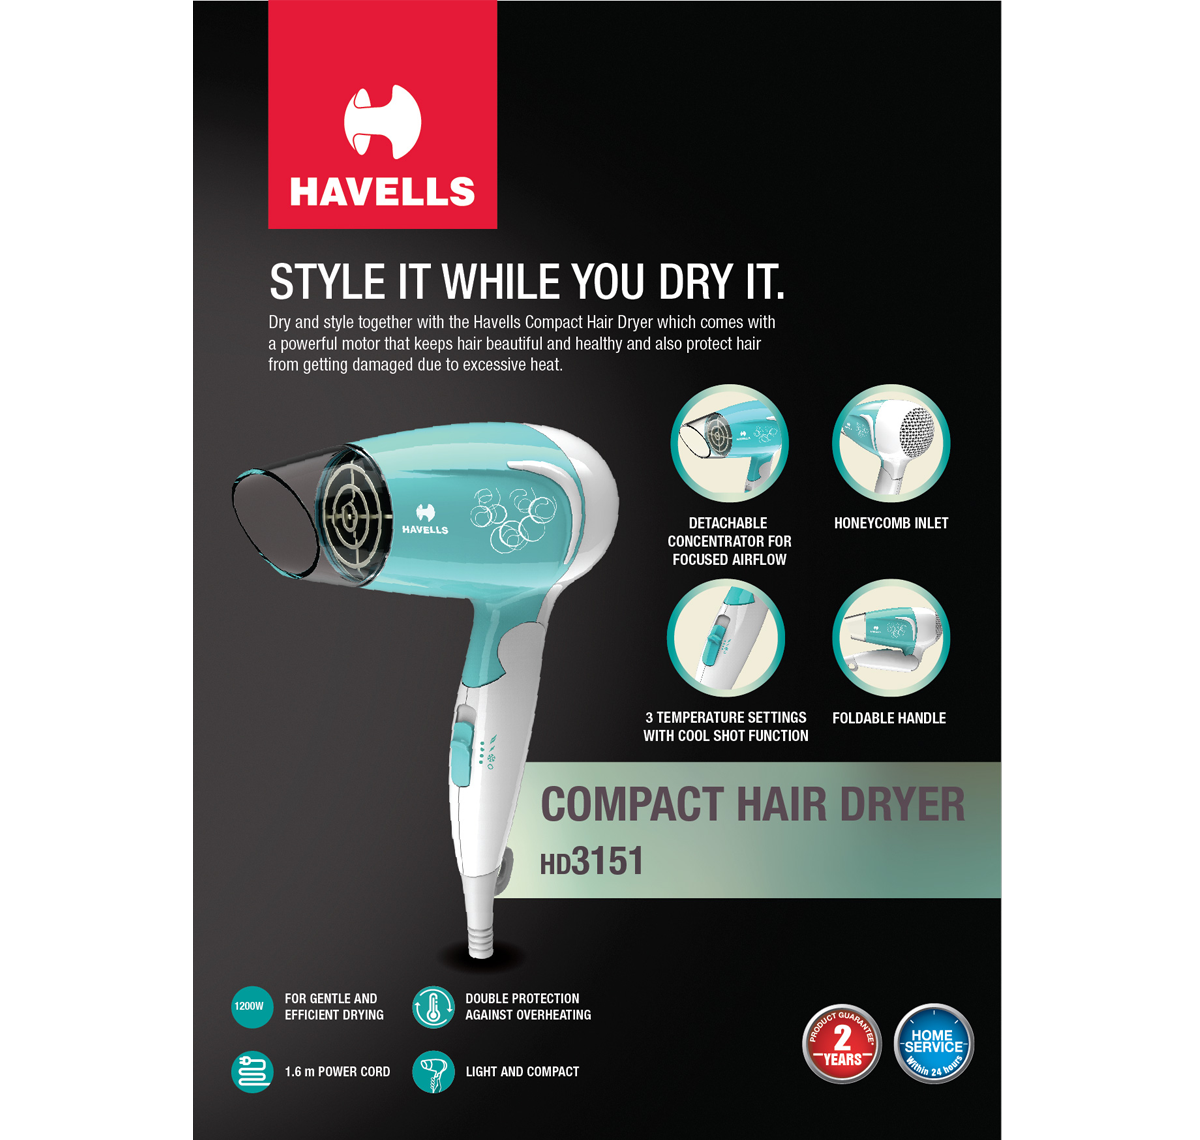 HAVELLS
STYLE IT WHILE YOU DRY IT.
Dry and style together with the Havells Compact Hair Dryer which comes with
a powerful motor that keeps hair beautiful and healthy and also protect hair
from getting damaged due to excessive heat.
HAVELLS
HAVELLS
DETACHABLE
CONCENTRATOR FOR
FOCUSED AIRFLOW
HONEYCOMB INLET
HAVELLS
3 TEMPERATURE SETTINGS
WITH COOL SHOT FUNCTION
FOLDABLE HANDLE
COMPACT HAIR DRYER
HD3151
1200W
FOR GENTLE AND
EFFICIENT DRYING
DOUBLE PROTECTION
AGAINST OVERHEATING
1.6 m POWER CORD
LIGHT AND COMPACT
PRODUCT GUARANTEE*
2
YEARS
HOME
SERVICE
Within 24 hours